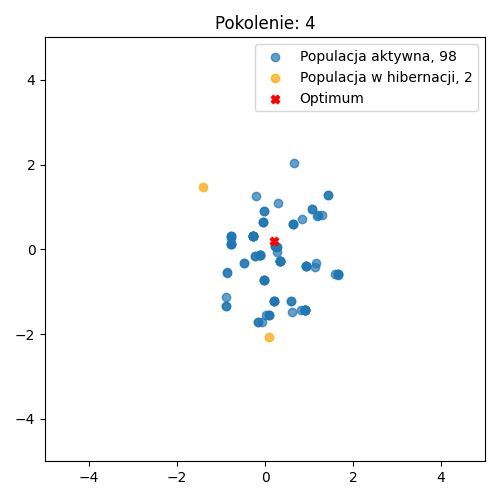 Pokolenie: 4
Populacja aktywna, 98
Populacja w hibernacji, 2
Optimum
4
2
0
−2
−4
−4 −2 0 2 4